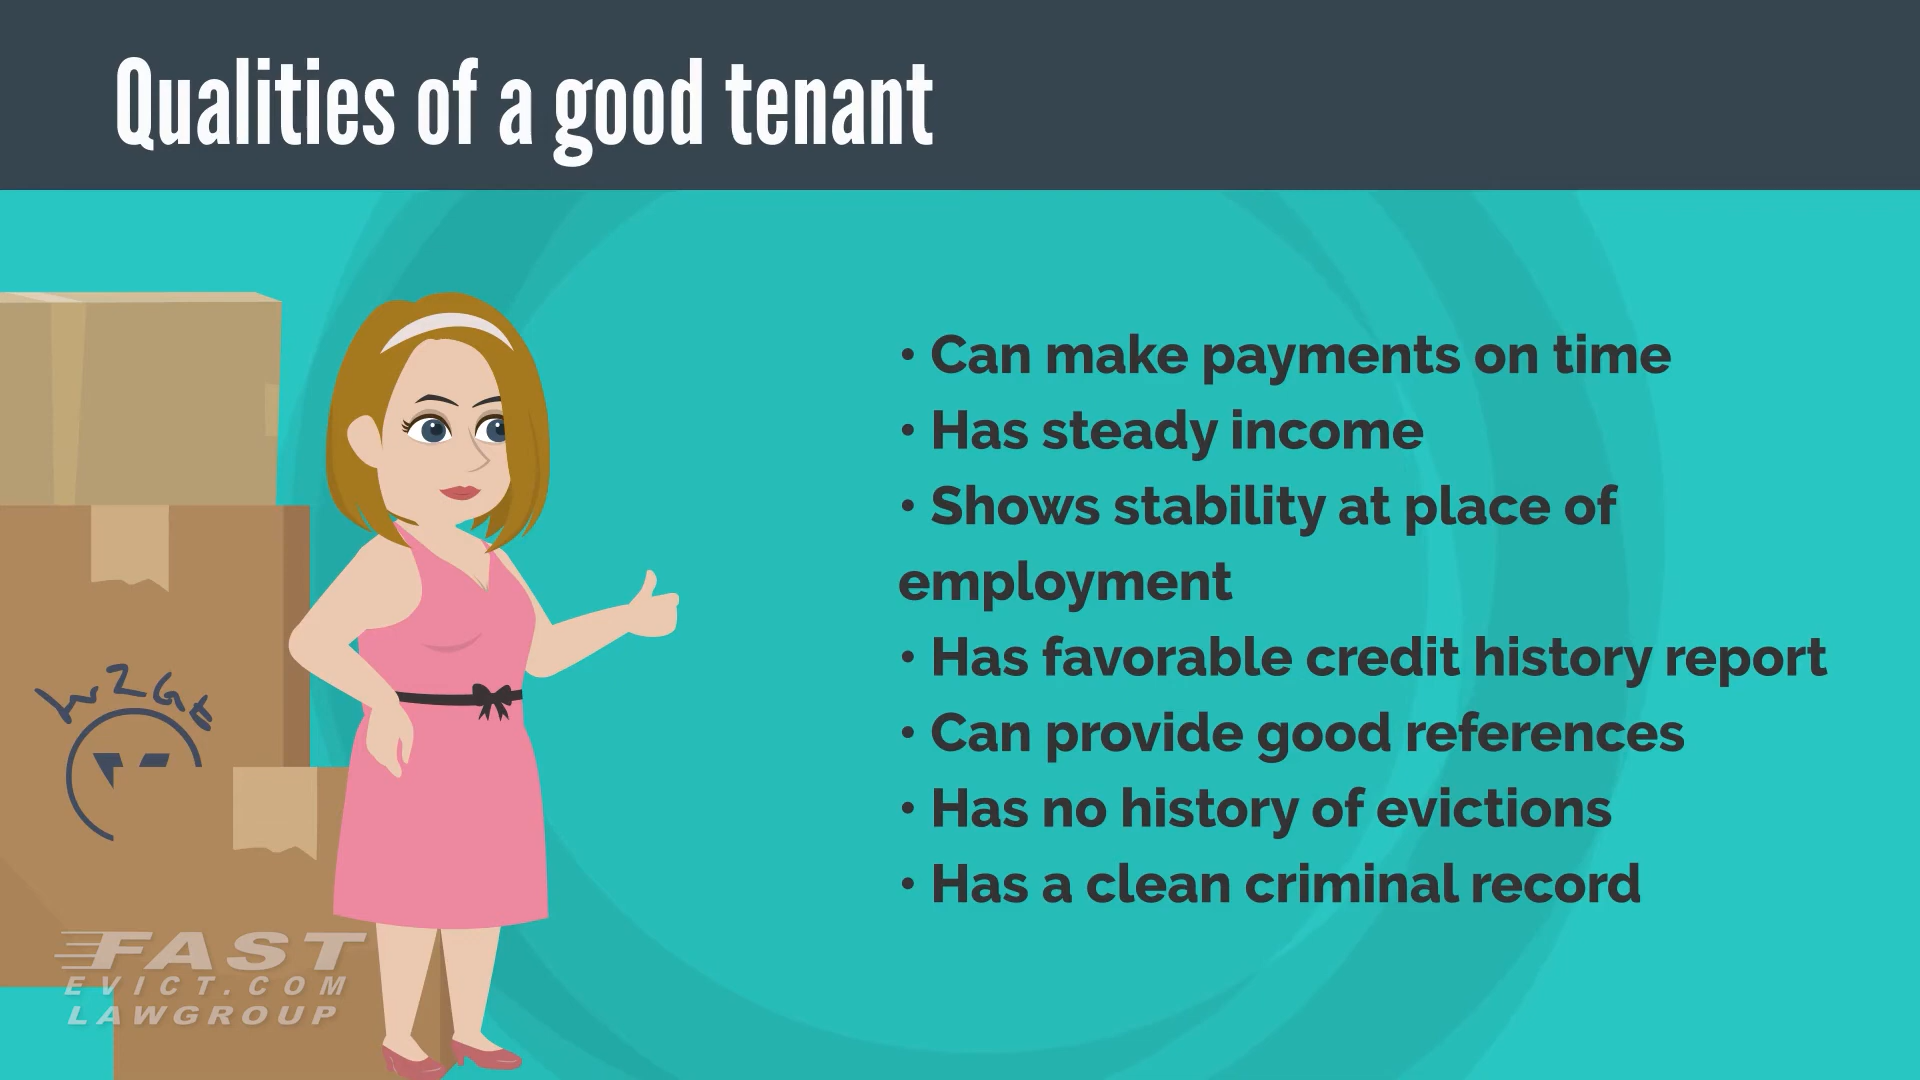 Qualities of a good tenant
• Can make payments on time
• Has steady income
• Shows stability at place of
employment
• Has favorable credit history report
• Can provide good references
• Has no history of evictions
• Has a clean criminal record
FAST
EVICT.COM
LAWGROUP